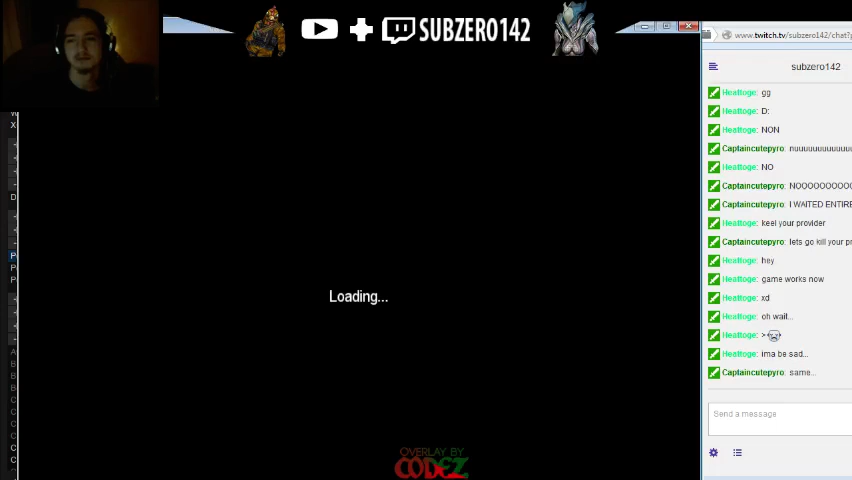 SUBZERO142
www.twitch.tv/subzero142/chat?
subzero142
Heattoge: gg
Heattoge: D:
Heattoge: NON
Captaincutepyro: nuuuuuuuuuuuu
Heattoge: NO
Captaincutepyro: NOOOOOOOOO
Captaincutepyro: I WAITED ENTIRE
Heattoge: keel your provider
Captaincutepyro: lets go kill your pr
Heattoge: hey
Heattoge: game works now
Heattoge: xd
Heattoge: oh wait...
Heattoge: >
Heattoge: ima be sad...
Captaincutepyro: same...
Send a message
Loading...
OVERLAY BY
CODEZ